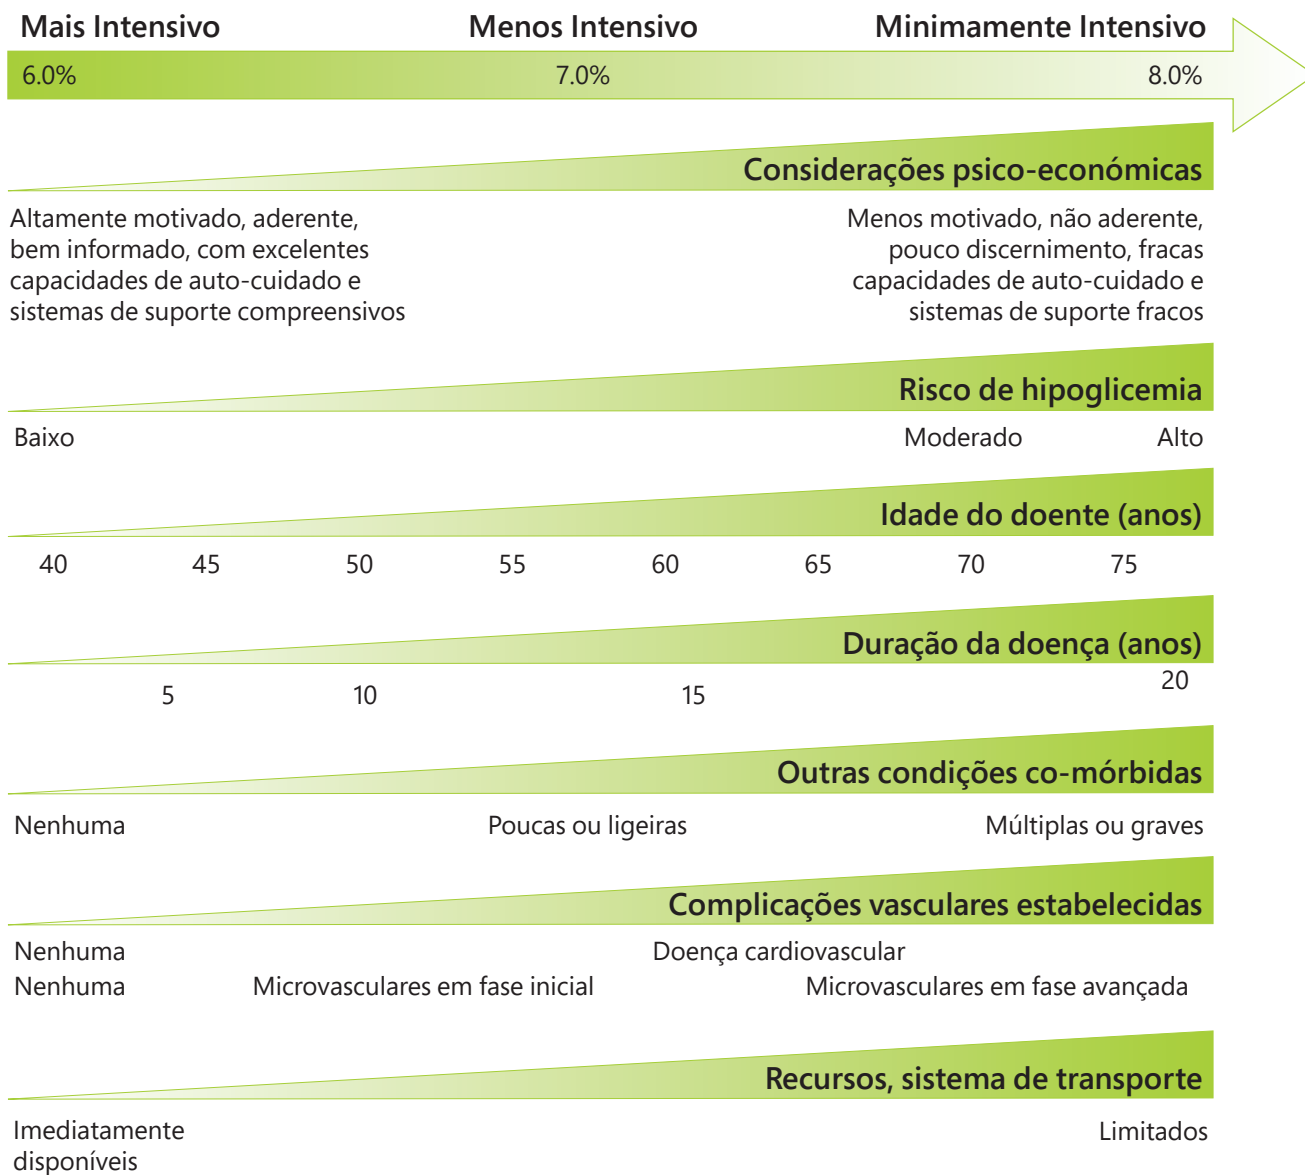 Mais Intensivo Menos Intensivo Minimamente Intensivo
6.0% 7.0% 8.0%
Considerações psico-económicas
Altamente motivado, aderente,
bem informado, com excelentes
capacidades de auto-cuidado e
sistemas de suporte compreensivos
Menos motivado, não aderente,
pouco discernimento, fracas
capacidades de auto-cuidado e
sistemas de suporte fracos
Risco de hipoglicemia
Baixo Moderado Alto
Idade do doente (anos)
40 45 50 55 60 65 70 75
Duração da doença (anos)
5 10 15 20
Outras condições co-mórbidas
Nenhuma Poucas ou ligeiras Múltiplas ou graves
Complicações vasculares estabelecidas
Nenhuma Doença cardiovascular
Nenhuma Microvasculares em fase inicial Microvasculares em fase avançada
Recursos, sistema de transporte
Imediatamente
disponíveis
Limitados